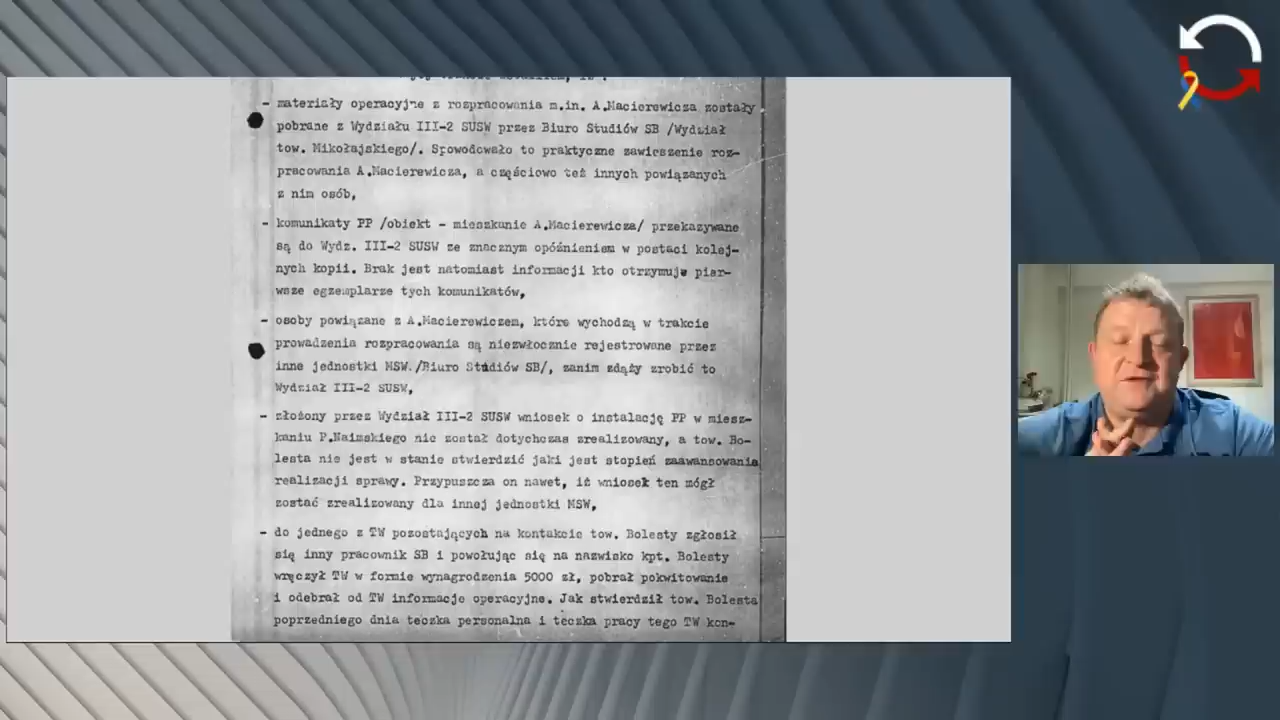 - materiały operacyjne z rozpracowania m.in. A.Macierewicza zostały
pobrane z Wydziału III-2 SUSW przez Biuro Studiów SB /Wydział
tow. Mikołajskiego/. Spowodowało to praktyczne zawieszenie roz-
pracowania A.Macierewicza, a częściowo też innych powiązanych
z nim osób,
- komunikaty PP /obiekt - mieszkanie A.Macierewicza/ przekazywane
są do Wydz. III-2 SUSW ze znacznym opóźnieniem w postaci kolej-
nych kopii. Brak jest natomiast informacji kto otrzymuje pier-
wsze egzemplarze tych komunikatów,
- osoby powiązane z A.Macierewiczem, które wychodzą w trakcie
prowadzenia rozpracowania są niezwłocznie rejestrowane przez
inne jednostki MSW./Biuro Studiów SB/, zanim zdąży zrobić to
Wydział III-2 SUSW,
- złożony przez Wydział III-2 SUSW wniosek o instalację PP w miesz-
kaniu P.Naimskiego nie został dotychczas zrealizowany, a tow. Bo-
lesta nie jest w stanie stwierdzić jaki jest stopień zaawansowania
realizacji sprawy. Przypuszcza on nawet, iż wniosek ten mógł
zostać zrealizowany dla innej jednostki MSW,
- do jednego z TW pozostających na kontakcie tow. Bolesty zgłosił
się inny pracownik SB i powołując się na nazwisko kpt. Bolesty
wręczył TW w formie wynagrodzenia 5000 zł, pobrał pokwitowanie
i odebrał od TW informacje operacyjne. Jak stwierdził tow. Bolesta
poprzedniego dnia teczka personalna i teczka pracy tego TW kon-